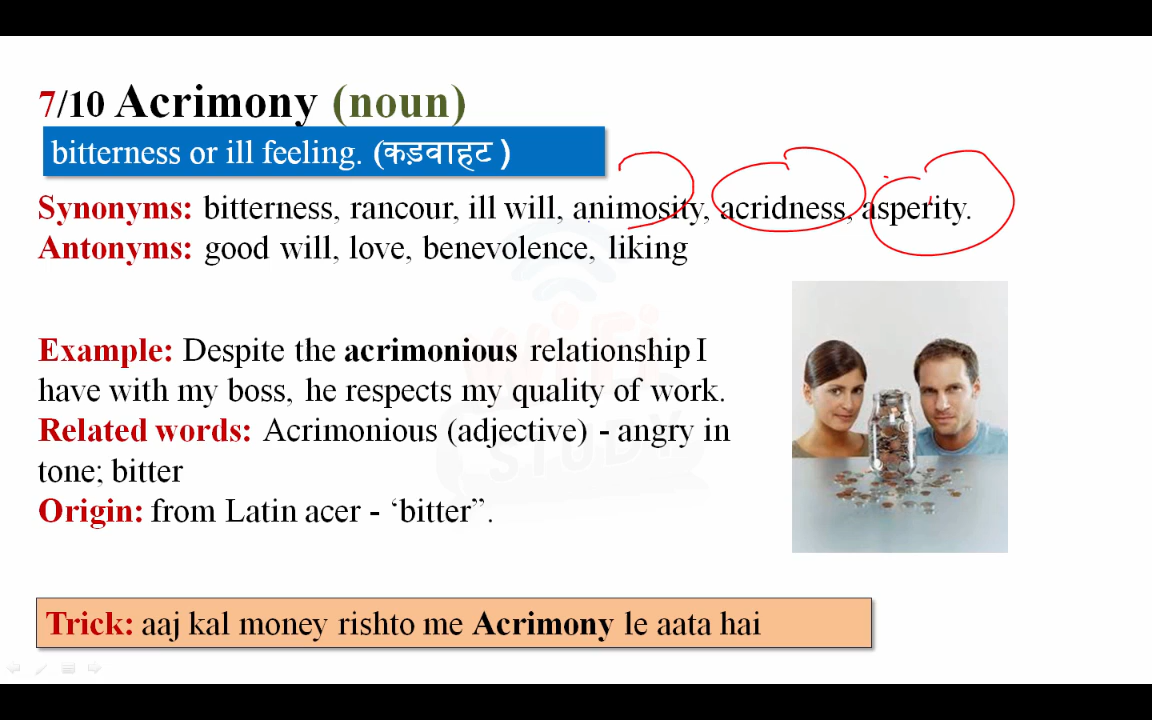 7/10 Acrimony (noun)
bitterness or ill feeling. (कड़वाहट )
Synonyms: bitterness, rancour, ill will, animosity, acridness, asperity.
Antonyms: good will, love, benevolence, liking
Example: Despite the acrimonious relationship I
have with my boss, he respects my quality of work.
Related words: Acrimonious (adjective) - angry in
tone; bitter
Origin: from Latin acer - ‘bitter”.
WiFi
STUDY
Trick: aaj kal money rishto me Acrimony le aata hai